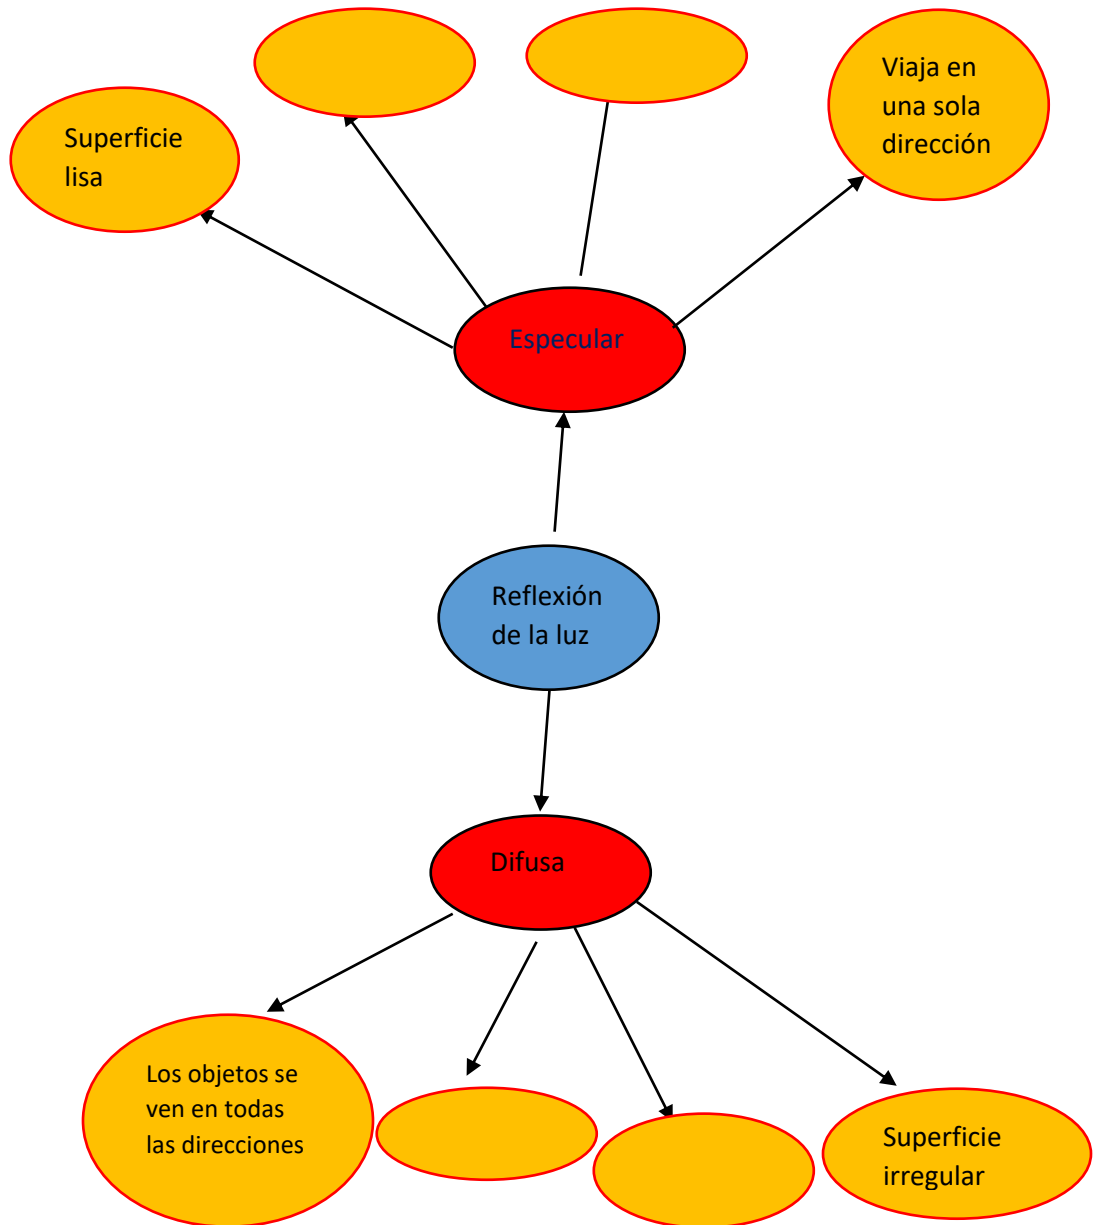 Viaja en
una sola
dirección
Superficie
lisa
Especular
Reflexión
de la luz
Difusa
Los objetos se
ven en todas
las direcciones
Superficie
irregular